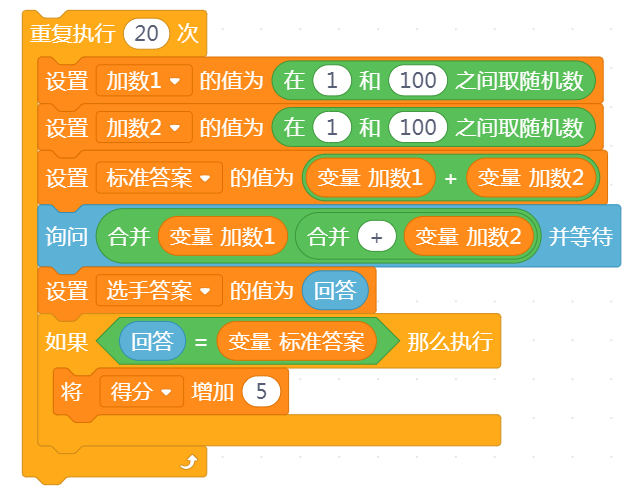 重复执行 20 次
设置 加数1 的值为 在 1 和 100 之间取随机数
设置 加数2 的值为 在 1 和 100 之间取随机数
设置 标准答案 的值为 变量 加数1 + 变量 加数2
询问 合并 变量 加数1 合并 + 变量 加数2 并等待
设置 选手答案 的值为 回答
如果 回答 = 变量 标准答案 那么执行
将 得分 增加 5